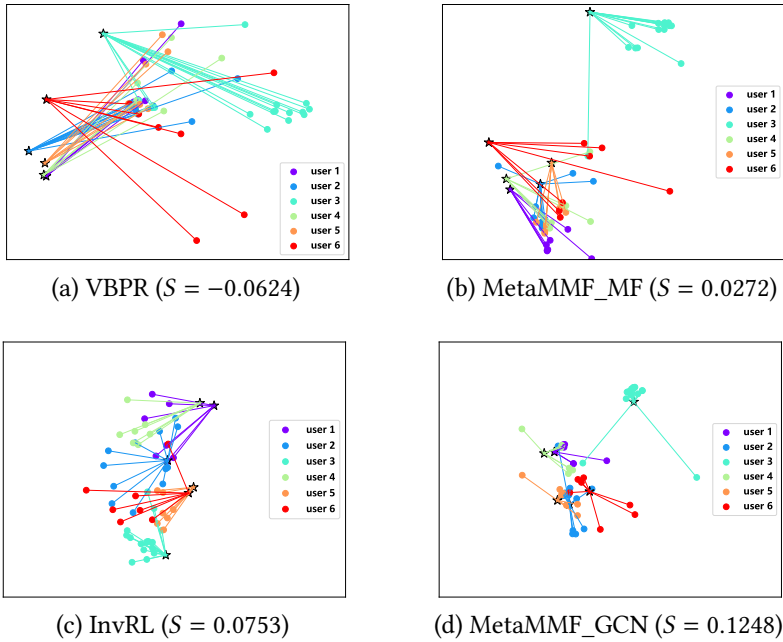 user 1
user 2
user 3
user 4
user 5
user 6
(a) VBPR (S = −0.0624)
user 1
user 2
user 3
user 4
user 5
user 6
(b) MetaMMF_MF (S = 0.0272)
user 1
user 2
user 3
user 4
user 5
user 6
(c) InvRL (S = 0.0753)
user 1
user 2
user 3
user 4
user 5
user 6
(d) MetaMMF_GCN (S = 0.1248)